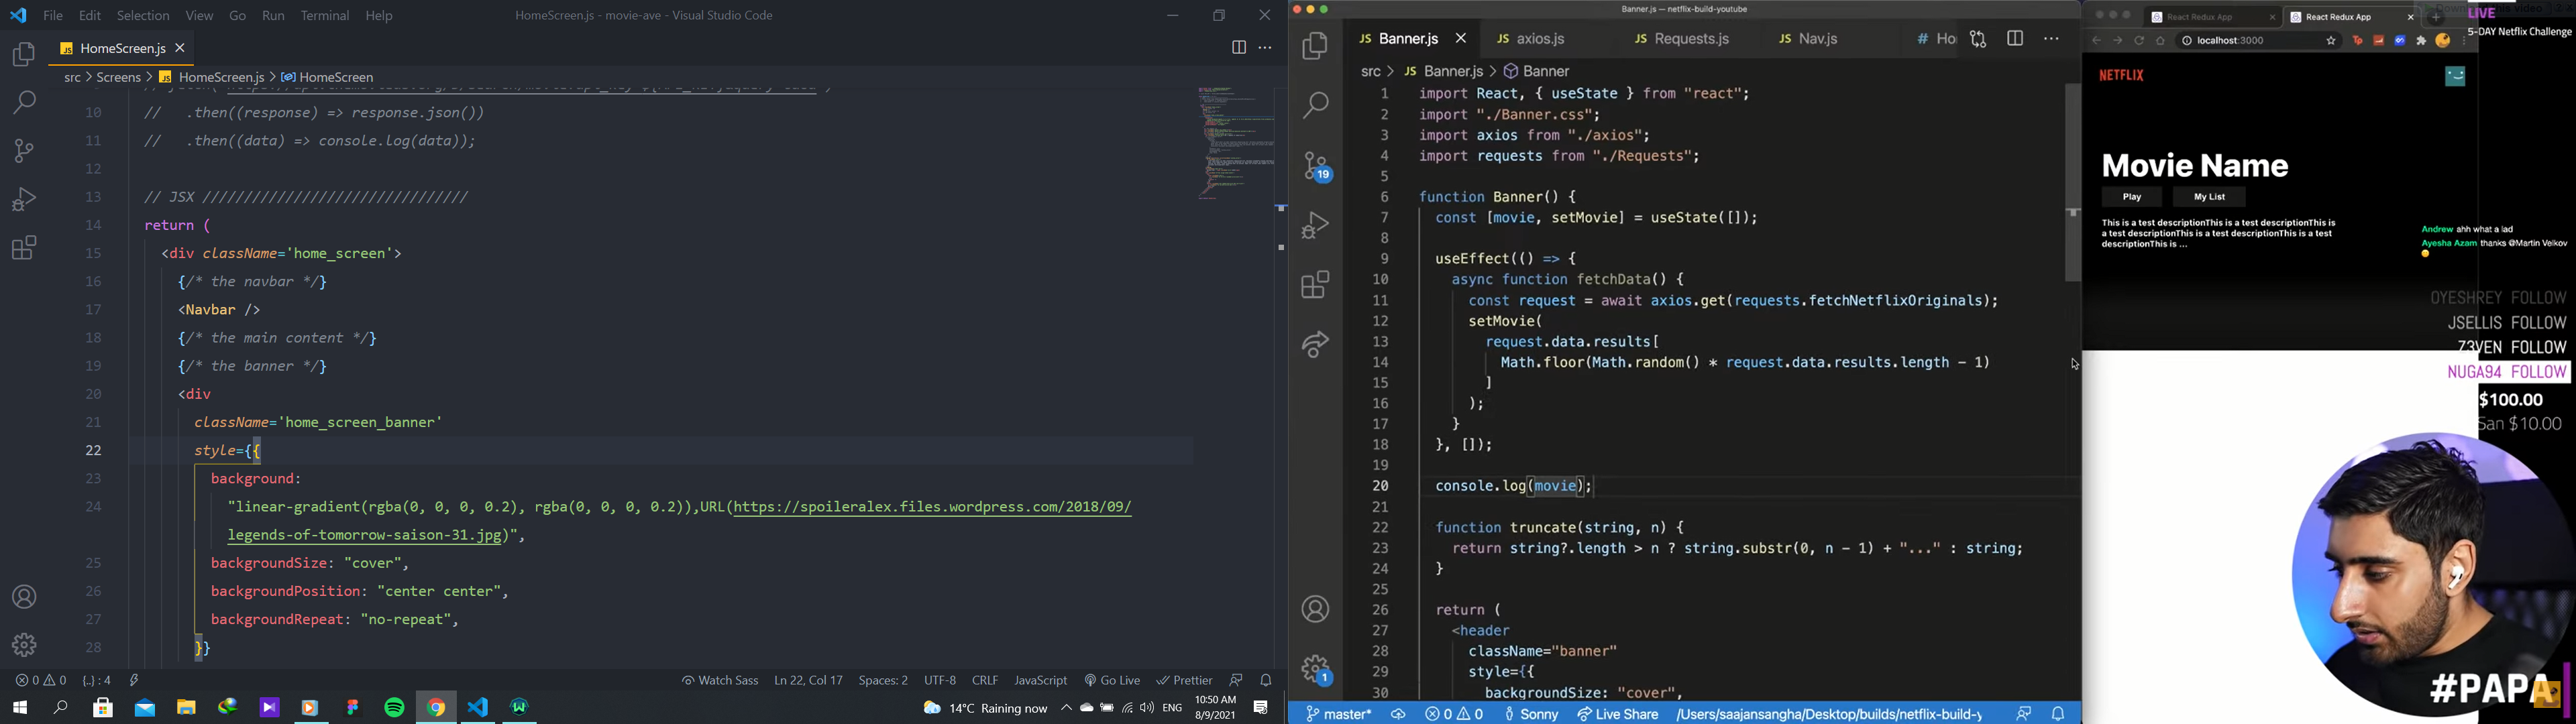 File Edit Selection View Go Run Terminal Help
HomeScreen.js - movie-ave - Visual Studio Code
JS HomeScreen.js
src > Screens > JS HomeScreen.js > HomeScreen
10 // .then((response) => response.json())
11 // .then((data) => console.log(data));
12
13 // JSX ////////////////////////////////
14 return (
15 <div className='home_screen'>
16 {/* the navbar */}
17 <Navbar />
18 {/* the main content */}
19 {/* the banner */}
20 <div
21 className='home_screen_banner'
22 style={{
23 background:
24 "linear-gradient(rgba(0, 0, 0, 0.2), rgba(0, 0, 0, 0.2)),URL(https://spoileralex.files.wordpress.com/2018/09/
legends-of-tomorrow-saison-31.jpg)",
25 backgroundSize: "cover",
26 backgroundPosition: "center center",
27 backgroundRepeat: "no-repeat",
28 }}
0 0 {..} : 4
Watch Sass Ln 22, Col 17 Spaces: 2 UTF-8 CRLF JavaScript Go Live Prettier
14°C Raining now ENG
10:50 AM
8/9/2021
Banner.js — netflix-build-youtube
JS Banner.js JS axios.js JS Requests.js JS Nav.js # Ho
src > JS Banner.js > Banner
19
1
1 import React, { useState } from "react";
2 import "./Banner.css";
3 import axios from "./axios";
4 import requests from "./Requests";
5
6 function Banner() {
7 const [movie, setMovie] = useState([]);
8
9 useEffect(() => {
10 async function fetchData() {
11 const request = await axios.get(requests.fetchNetflixOriginals);
12 setMovie(
13 request.data.results[
14 Math.floor(Math.random() * request.data.results.length - 1)
15 ]
16 );
17 }
18 }, []);
19
20 console.log(movie);
21
22 function truncate(string, n) {
23 return string?.length > n ? string.substr(0, n - 1) + "..." : string;
24 }
25
26 return (
27 <header
28 className="banner"
29 style={{
30 backgroundSize: "cover",
master* 0 0 Sonny Live Share /Users/saajansangha/Desktop/builds/netflix-build-y
React Redux App React Redux App
localhost:3000
LIVE
5-DAY Netflix Challenge
NETFLIX
Movie Name
Play My List
This is a test descriptionThis is a test descriptionThis is
a test descriptionThis is a test descriptionThis is a test
descriptionThis is ...
Andrew ahh what a lad
Ayesha Azam thanks @Martin Velkov
OYESHREY FOLLOW
JSELLIS FOLLOW
Z3VEN FOLLOW
NUGA94 FOLLOW
$100.00
San $10.00
#PAPA